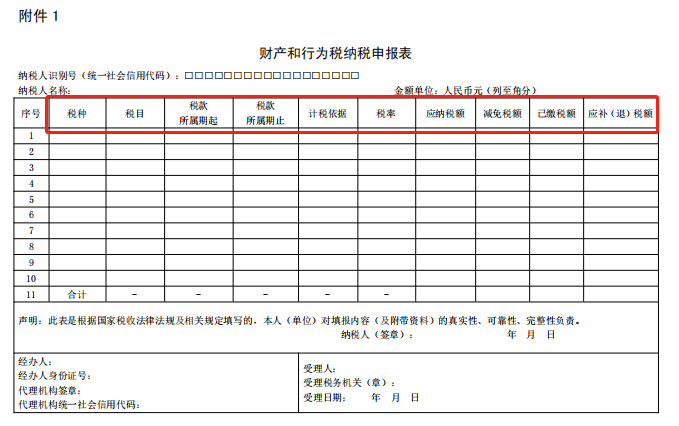 附件 1
财产和行为税纳税申报表
纳税人识别号(统一社会信用代码):□□□□□□□□□□□□□□□□□□
纳税人名称: 金额单位:人民币元(列至角分)
序号 税种 税目 税款所属期起 税款所属期止 计税依据 税率 应纳税额 减免税额 已缴税额 应补(退)税额
1
2
3
4
5
6
7
8
9
10
11 合计 - - - - -
声明:此表是根据国家税收法律法规及相关规定填写的,本人(单位)对填报内容(及附带资料)的真实性、可靠性、完整性负责。
纳税人(签章): 年 月 日
经办人:
经办人身份证号:
代理机构签章:
代理机构统一社会信用代码:
受理人:
受理税务机关(章):
受理日期: 年 月 日